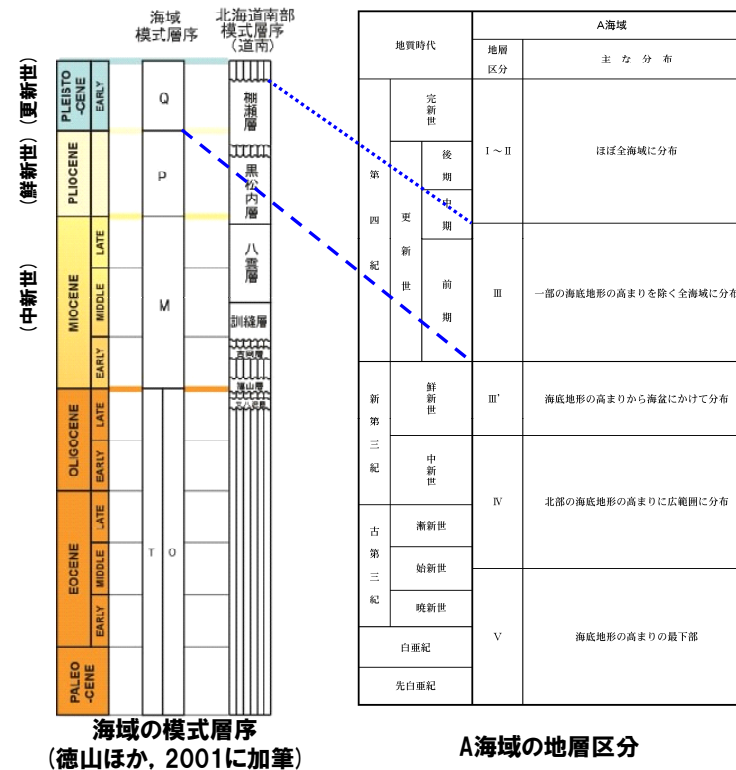 海域
模式層序
北海道南部
模式層序
(道南)
(更新世)
PLEISTO
-CENE
EARLY
Q
棚
瀬
層
(鮮新世)
PLIOCENE
P
黒
松
内
層
(中新世)
MIOCENE
LATE
MIDDLE
EARLY
M
八
雲
層
訓縫層
福山層
OLIGOCENE
LATE
EARLY
EOCENE
LATE
MIDDLE
EARLY
T O
PALEO
-CENE
海域の模式層序
(徳山ほか, 2001に加筆)
地質時代
A海域
地層
区分
主な分布
第四紀
完新世
更新世
後期
中期
前期
I～II
ほぼ全海域に分布
III
一部の海底地形の高まりを除く全海域に分布
新第三紀
鮮新世
III'
海底地形の高まりから海盆にかけて分布
中新世
IV
北部の海底地形の高まりに広範囲に分布
古第三紀
漸新世
始新世
暁新世
V
海底地形の高まりの最下部
白亜紀
先白亜紀
A海域の地層区分